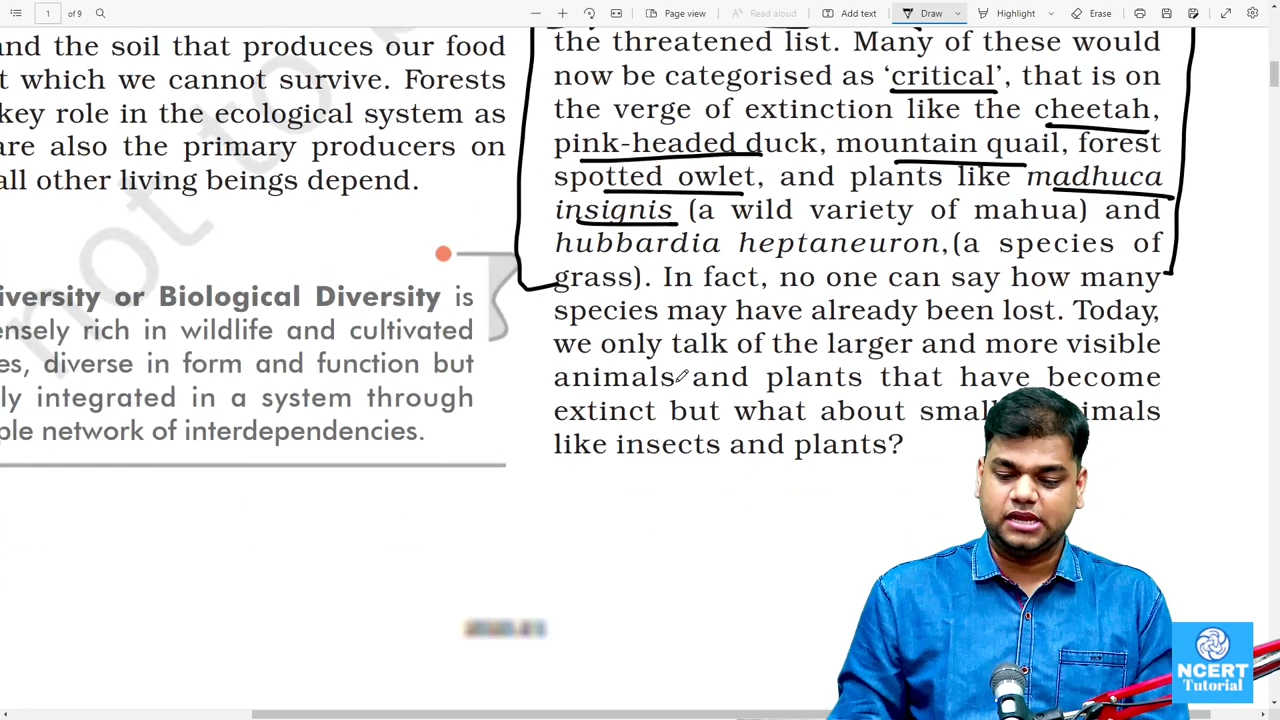 1 of 9
Page view
Read aloud
Add text
Draw
Highlight
Erase
and the soil that produces our food
t which we cannot survive. Forests
key role in the ecological system as
are also the primary producers on
all other living beings depend.
iversity or Biological Diversity is
ensely rich in wildlife and cultivated
es, diverse in form and function but
ly integrated in a system through
ple network of interdependencies.
the threatened list. Many of these would
now be categorised as ‘critical’, that is on
the verge of extinction like the cheetah,
pink-headed duck, mountain quail, forest
spotted owlet, and plants like madhuca
insignis (a wild variety of mahua) and
hubbardia heptaneuron,(a species of
grass). In fact, no one can say how many
species may have already been lost. Today,
we only talk of the larger and more visible
animals and plants that have become
extinct but what about small imals
like insects and plants?
not to b
NCERT
Tutorial